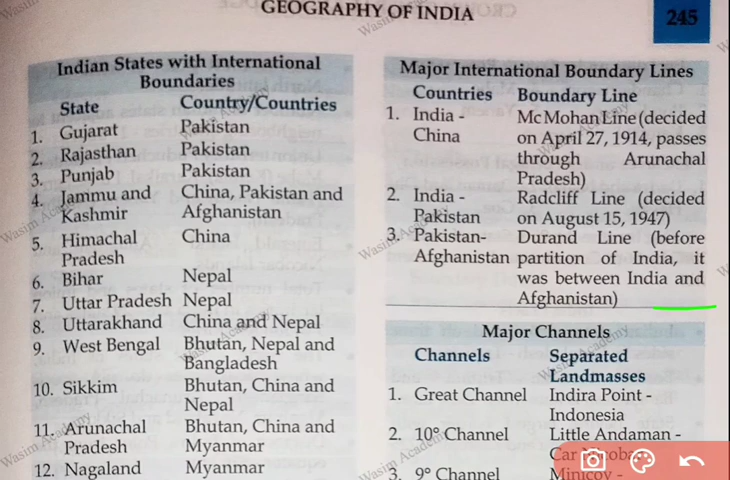 GEOGRAPHY OF INDIA
245
Indian States with International
Boundaries
State Country/Countries
1. Gujarat Pakistan
2. Rajasthan Pakistan
3. Punjab Pakistan
4. Jammu and China, Pakistan and
Kashmir Afghanistan
5. Himachal China
Pradesh
6. Bihar Nepal
7. Uttar Pradesh Nepal
8. Uttarakhand China and Nepal
9. West Bengal Bhutan, Nepal and
Bangladesh
10. Sikkim Bhutan, China and
Nepal
11. Arunachal Bhutan, China and
Pradesh Myanmar
12. Nagaland Myanmar
Major International Boundary Lines
Countries Boundary Line
1. India - Mc Mohan Line (decided
China on April 27, 1914, passes
through Arunachal
Pradesh)
2. India - Radcliff Line (decided
Pakistan on August 15, 1947)
3. Pakistan- Durand Line (before
Afghanistan partition of India, it
was between India and
Afghanistan)
Major Channels
Channels Separated
Landmasses
1. Great Channel Indira Point -
Indonesia
2. 10° Channel Little Andaman -
Car
3. 9° Channel Minicoy -
Wasim Academy